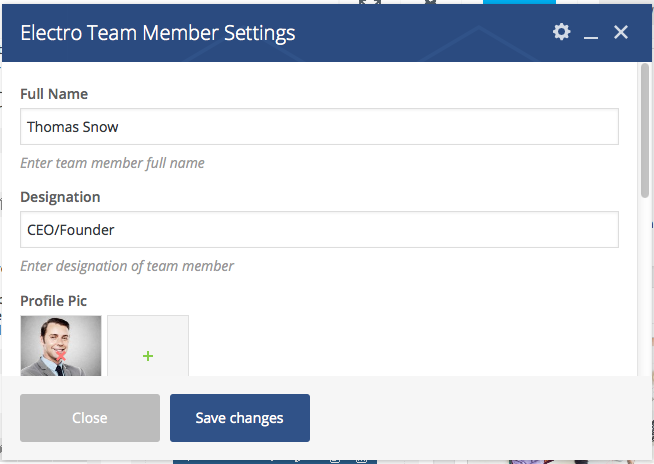 Electro Team Member Settings
Full Name
Thomas Snow
Enter team member full name
Designation
CEO/Founder
Enter designation of team member
Profile Pic
+
Close
Save changes